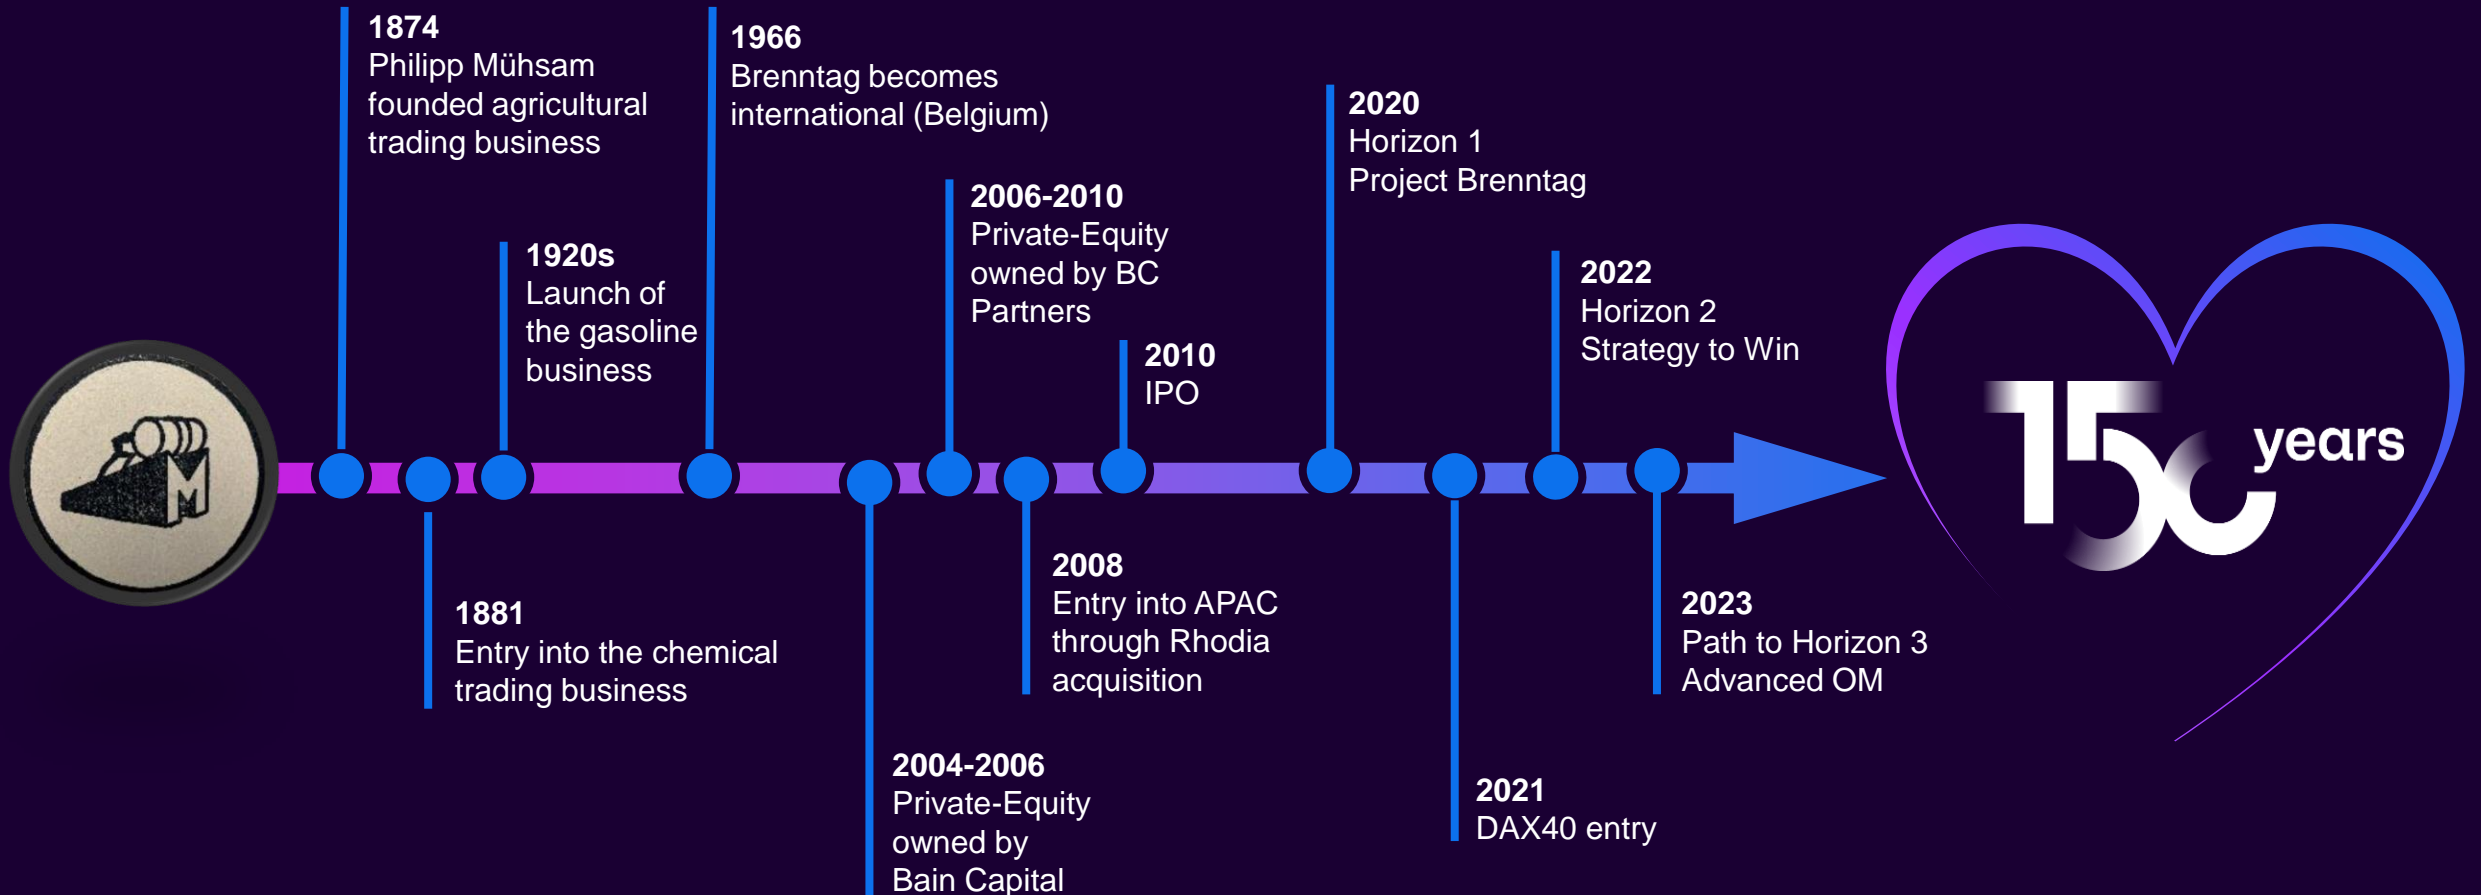 1874
Philipp Mühsam
founded agricultural
trading business
1881
Entry into the chemical
trading business
1920s
Launch of
the gasoline
business
1966
Brenntag becomes
international (Belgium)
2004-2006
Private-Equity
owned by
Bain Capital
2006-2010
Private-Equity
owned by BC
Partners
2008
Entry into APAC
through Rhodia
acquisition
2010
IPO
2020
Horizon 1
Project Brenntag
2021
DAX40 entry
2022
Horizon 2
Strategy to Win
2023
Path to Horizon 3
Advanced OM
M
150 years